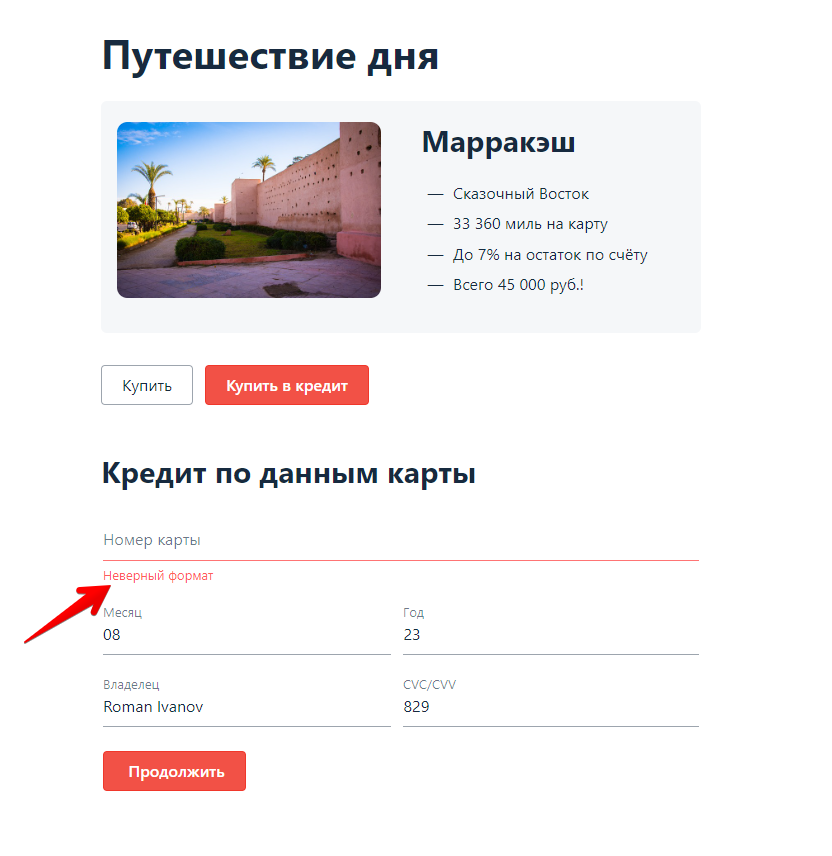 Путешествие дня
Марракэш
— Сказочный Восток
— 33 360 миль на карту
— До 7% на остаток по счёту
— Всего 45 000 руб.!
Купить
Купить в кредит
Кредит по данным карты
Номер карты
Неверный формат
Месяц
08
Год
23
Владелец
Roman Ivanov
CVC/CVV
829
Продолжить